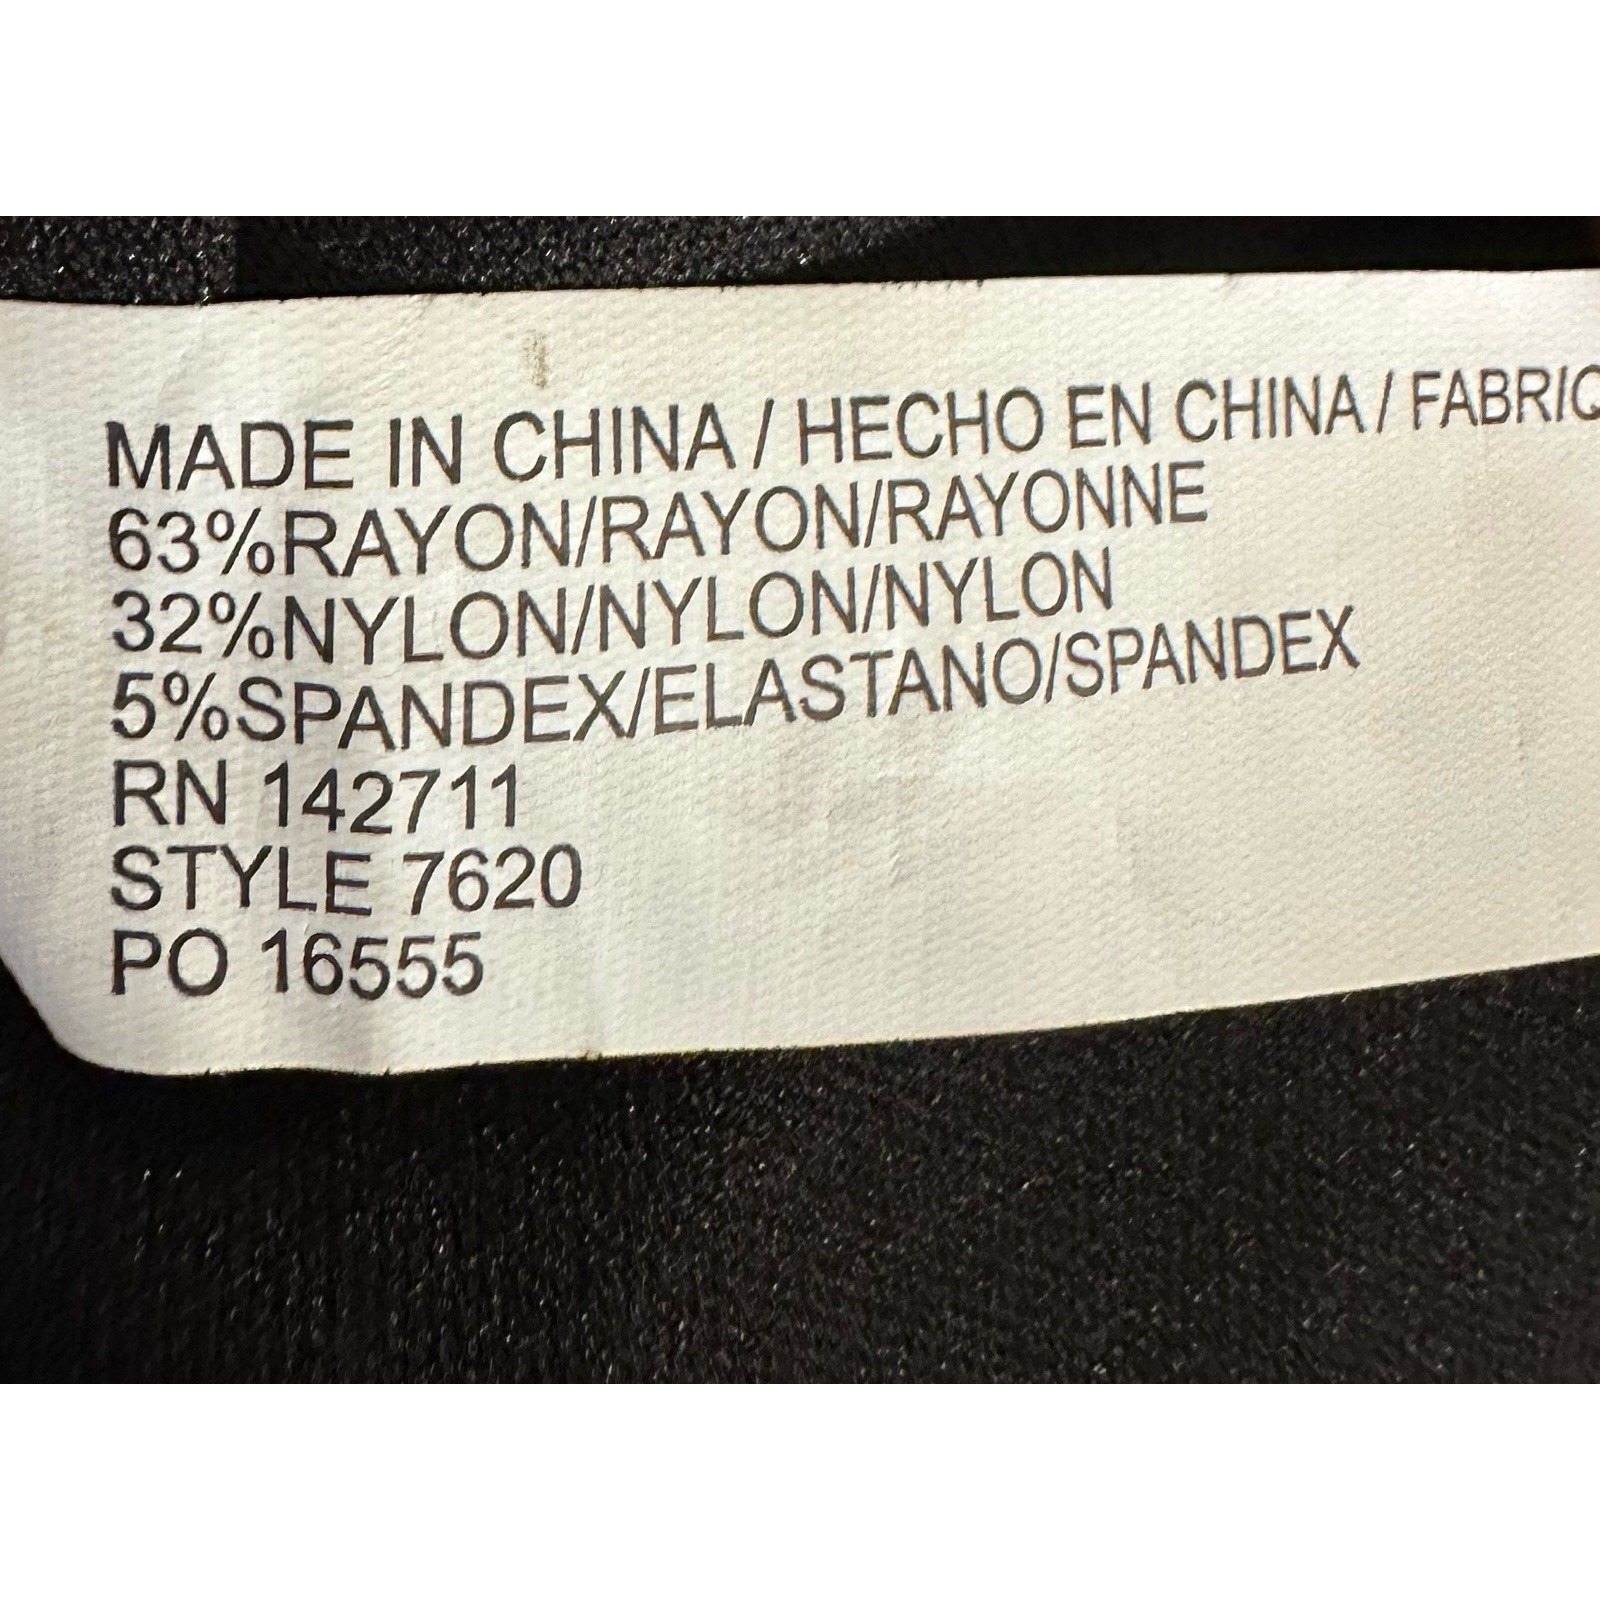 MADE IN CHINA / HECHO EN CHINA / FABRIQ
63%RAYON/RAYON/RAYONNE
32%NYLON/NYLON/NYLON
5%SPANDEX/ELASTANO/SPANDEX
RN 142711
STYLE 7620
PO 16555